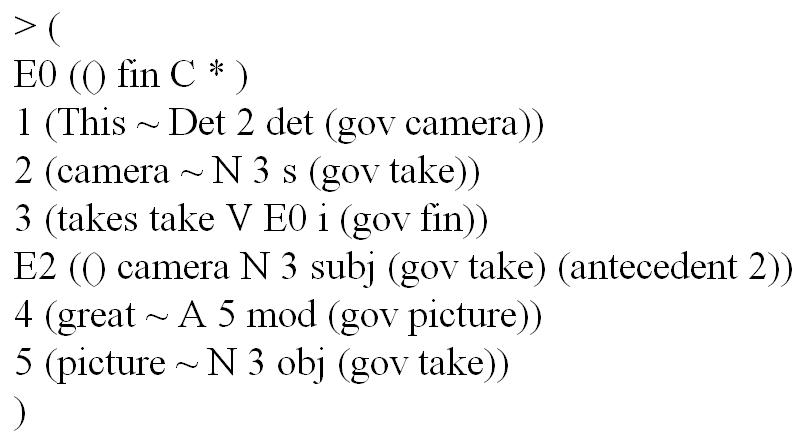 > (
E0 (() fin C * )
1 (This ~ Det 2 det (gov camera))
2 (camera ~ N 3 s (gov take))
3 (takes take V E0 i (gov fin))
E2 (() camera N 3 subj (gov take) (antecedent 2))
4 (great ~ A 5 mod (gov picture))
5 (picture ~ N 3 obj (gov take))
)